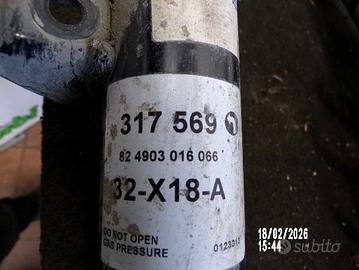 317 569
82 4903 016 066
32-X18-A
DO NOT OPEN
GAS PRESSURE
18/02/2026
15:44
subito